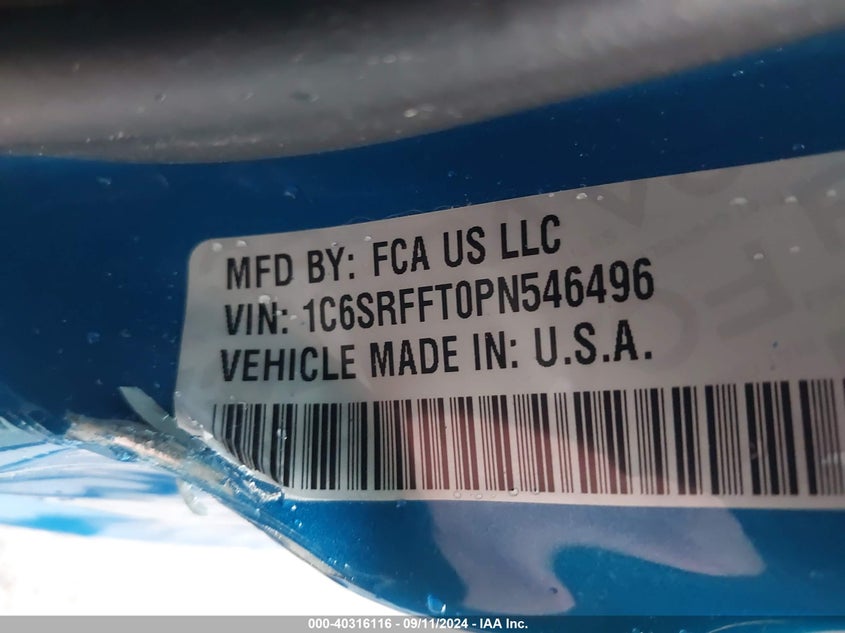 MFD BY: FCA US LLC
VIN: 1C6SRFFT0PN546496
VEHICLE MADE IN: U.S.A.
000-40316116 - 09/11/2024 - IAA Inc.